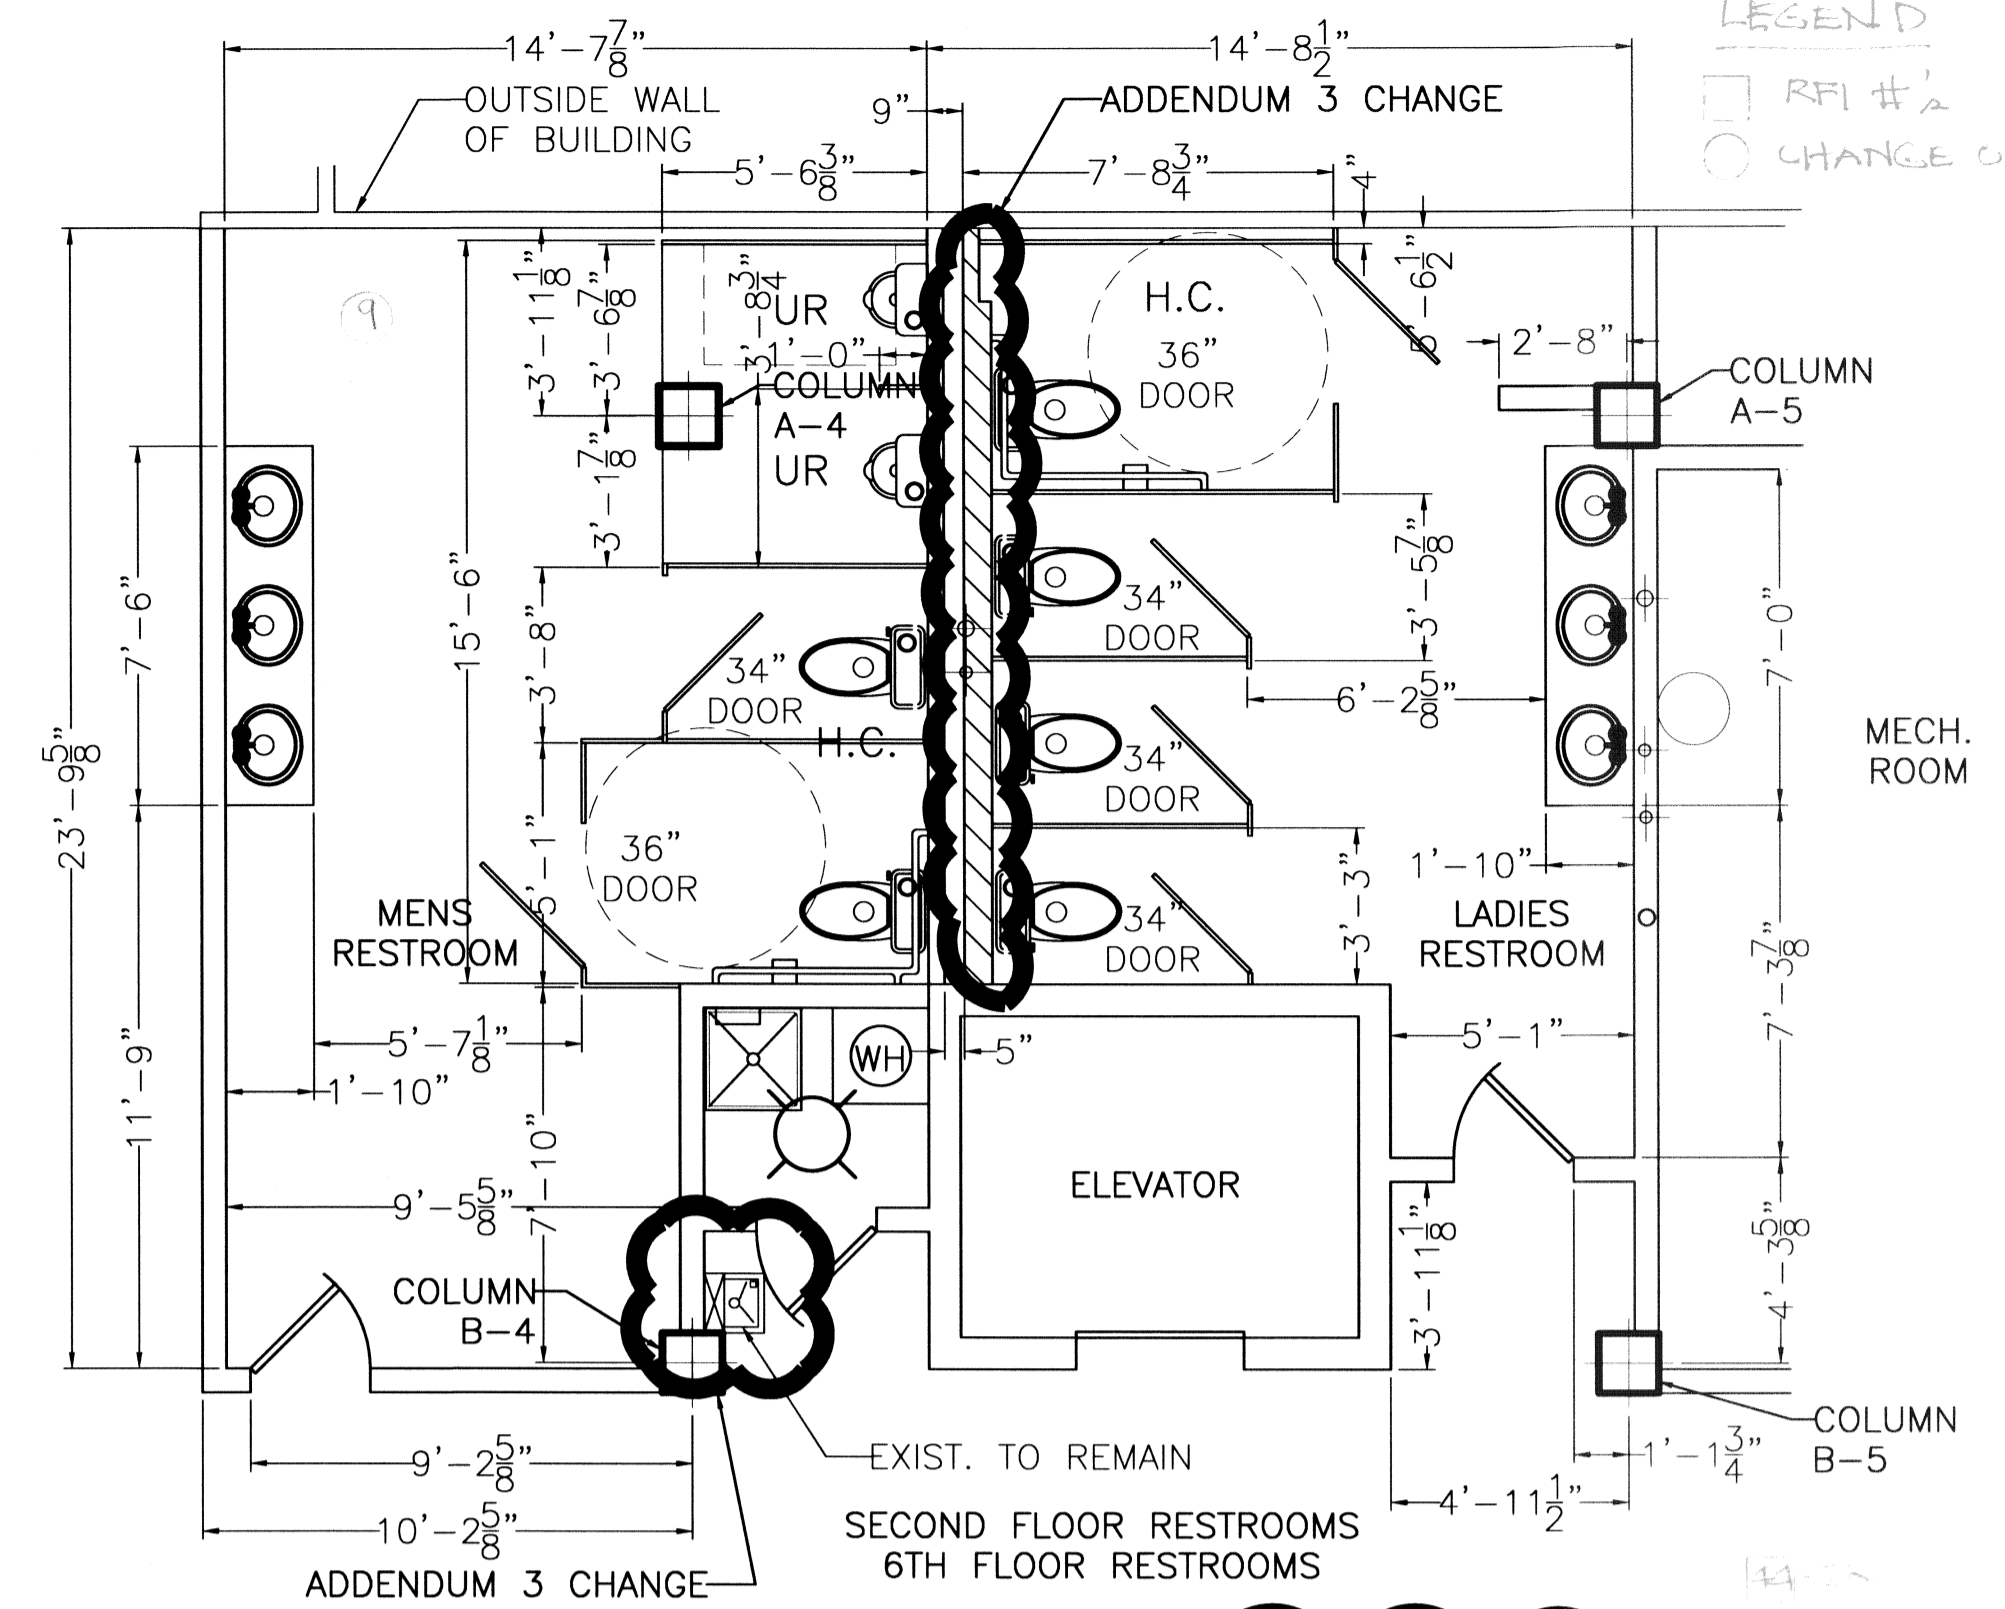 LEGEND
RFI #'s
CHANGE O
14'-7 7/8"
14'-8 1/2"
OUTSIDE WALL
OF BUILDING
9"
ADDENDUM 3 CHANGE
5'-6 3/8"
7'-8 3/4"
4"
3'-11 1/8"
3'-6 7/8"
3'-8 3/4"
UR
1'-0"
COLUMN
A-4
UR
3'-1 7/8"
9
H.C.
36"
DOOR
5'-6 1/2"
2'-8"
COLUMN
A-5
7'-6"
15'-6"
3'-8"
34"
DOOR
H.C.
34"
DOOR
3'-5 7/8"
6'-2 5/8"
7'-0"
23'-9 5/8"
34"
DOOR
MECH.
ROOM
36"
DOOR
5'-1"
MENS
RESTROOM
34"
DOOR
3'-3"
1'-10"
LADIES
RESTROOM
7'-3 7/8"
11'-9"
5'-7 1/8"
1'-10"
WH
5"
5'-1"
7'-10"
9'-5 5/8"
ELEVATOR
3'-11 1/8"
4'-3 5/8"
COLUMN
B-4
9'-2 5/8"
EXIST. TO REMAIN
1'-1 3/4"
COLUMN
B-5
10'-2 5/8"
4'-11 1/2"
SECOND FLOOR RESTROOMS
6TH FLOOR RESTROOMS
ADDENDUM 3 CHANGE